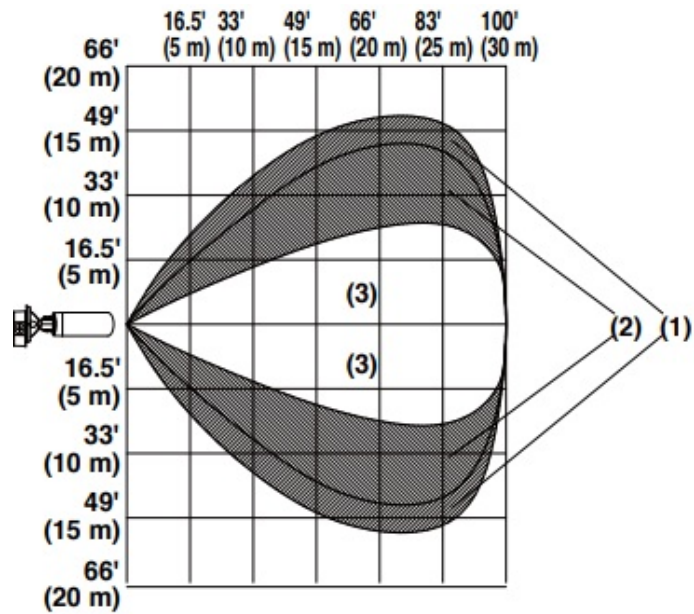 16.5' 33' 49' 66' 83' 100'
(5 m) (10 m) (15 m) (20 m) (25 m) (30 m)
66'
(20 m)
49'
(15 m)
33'
(10 m)
16.5'
(5 m)
(3)
(2) (1)
(3)
16.5'
(5 m)
33'
(10 m)
49'
(15 m)
66'
(20 m)